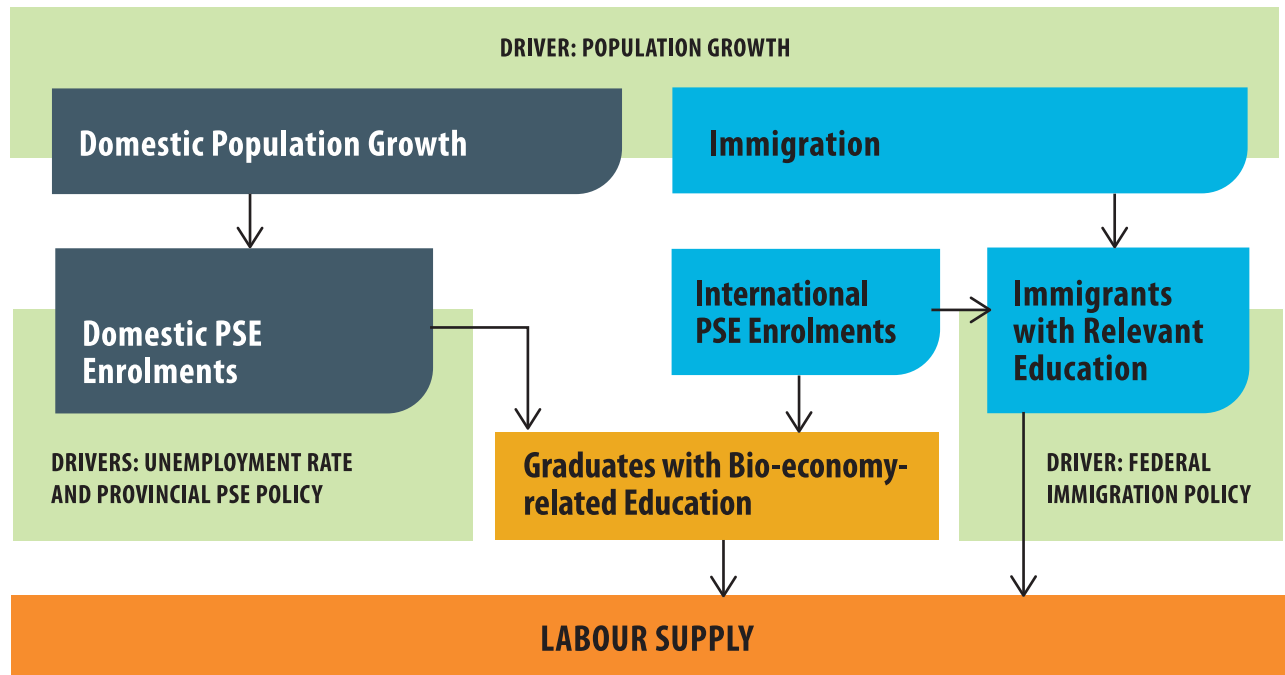 DRIVER: POPULATION GROWTH
Domestic Population Growth
Immigration
Domestic PSE
Enrolments
International
PSE Enrolments
Immigrants
with Relevant
Education
DRIVERS: UNEMPLOYMENT RATE
AND PROVINCIAL PSE POLICY
Graduates with Bio-economy-
related Education
DRIVER: FEDERAL
IMMIGRATION POLICY
LABOUR SUPPLY